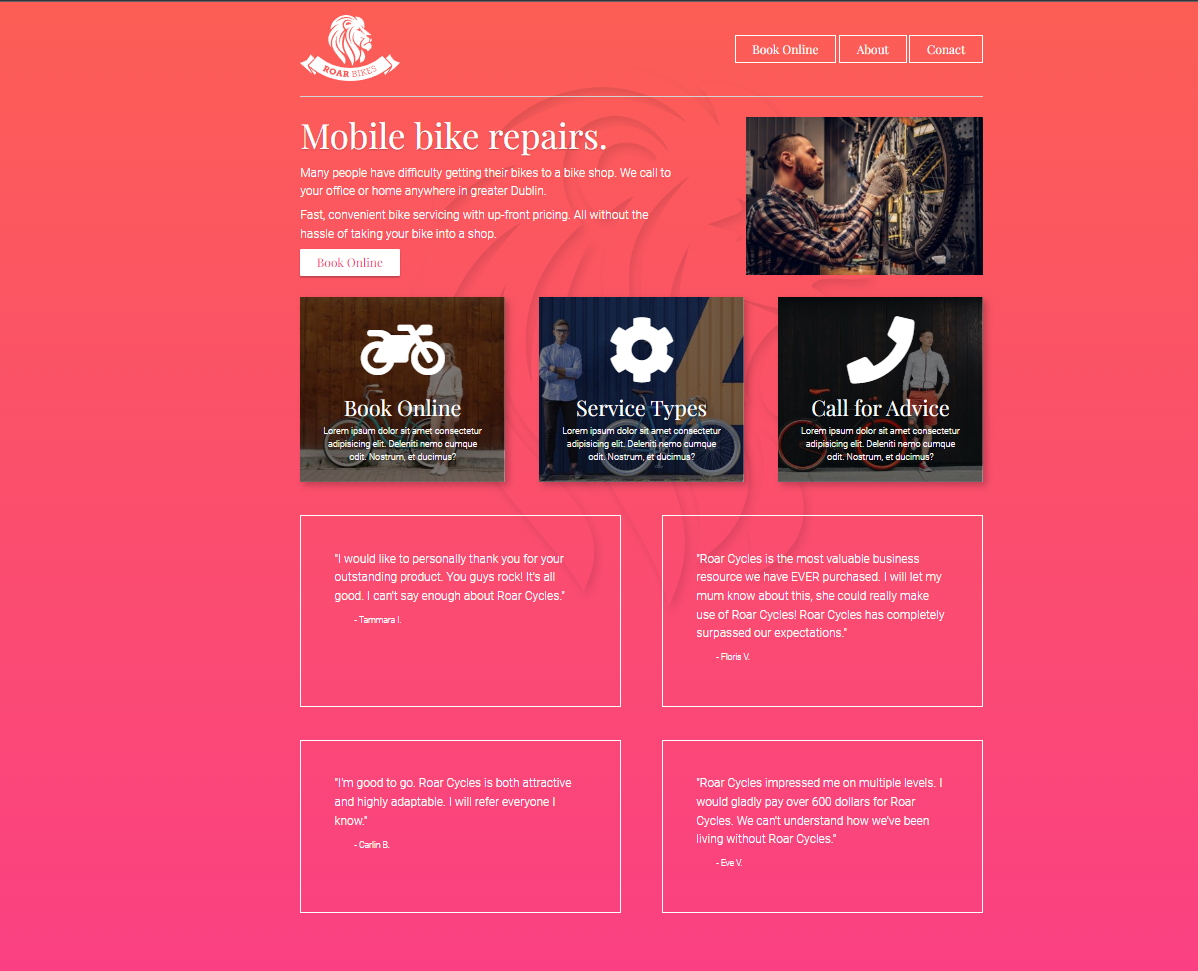 ROAR BIKES
Book Online
About
Conact
Mobile bike repairs.
Many people have difficulty getting their bikes to a bike shop. We call to
your office or home anywhere in greater Dublin.
Fast, convenient bike servicing with up-front pricing. All without the
hassle of taking your bike into a shop.
Book Online
Book Online
Lorem ipsum dolor sit amet consectetur
adipisicing elit. Deleniti nemo cumque
odit. Nostrum, et ducimus?
Service Types
Lorem ipsum dolor sit amet consectetur
adipisicing elit. Deleniti nemo cumque
odit. Nostrum, et ducimus?
Call for Advice
Lorem ipsum dolor sit amet consectetur
adipisicing elit. Deleniti nemo cumque
odit. Nostrum, et ducimus?
"I would like to personally thank you for your
outstanding product. You guys rock! It's all
good. I can't say enough about Roar Cycles."
- Tammara I.
"Roar Cycles is the most valuable business
resource we have EVER purchased. I will let my
mum know about this, she could really make
use of Roar Cycles! Roar Cycles has completely
surpassed our expectations."
- Floris V.
"I'm good to go. Roar Cycles is both attractive
and highly adaptable. I will refer everyone I
know."
- Carlin B.
"Roar Cycles impressed me on multiple levels. I
would gladly pay over 600 dollars for Roar
Cycles. We can't understand how we've been
living without Roar Cycles."
- Eve V.